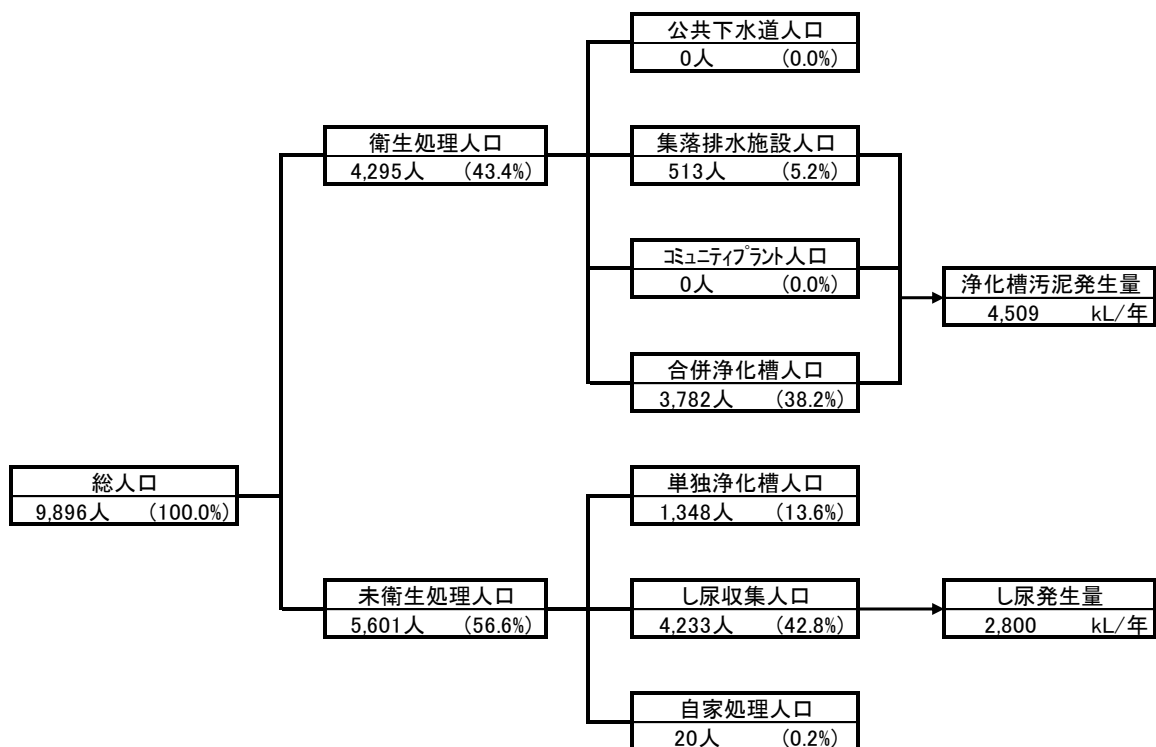 公共下水道人口
0人 (0.0%)
衛生処理人口
4,295人 (43.4%)
集落排水施設人口
513人 (5.2%)
コミュニティプラント人口
0人 (0.0%)
浄化槽汚泥発生量
4,509 kL/年
合併浄化槽人口
3,782人 (38.2%)
総人口
9,896人 (100.0%)
単独浄化槽人口
1,348人 (13.6%)
未衛生処理人口
5,601人 (56.6%)
し尿収集人口
4,233人 (42.8%)
し尿発生量
2,800 kL/年
自家処理人口
20人 (0.2%)